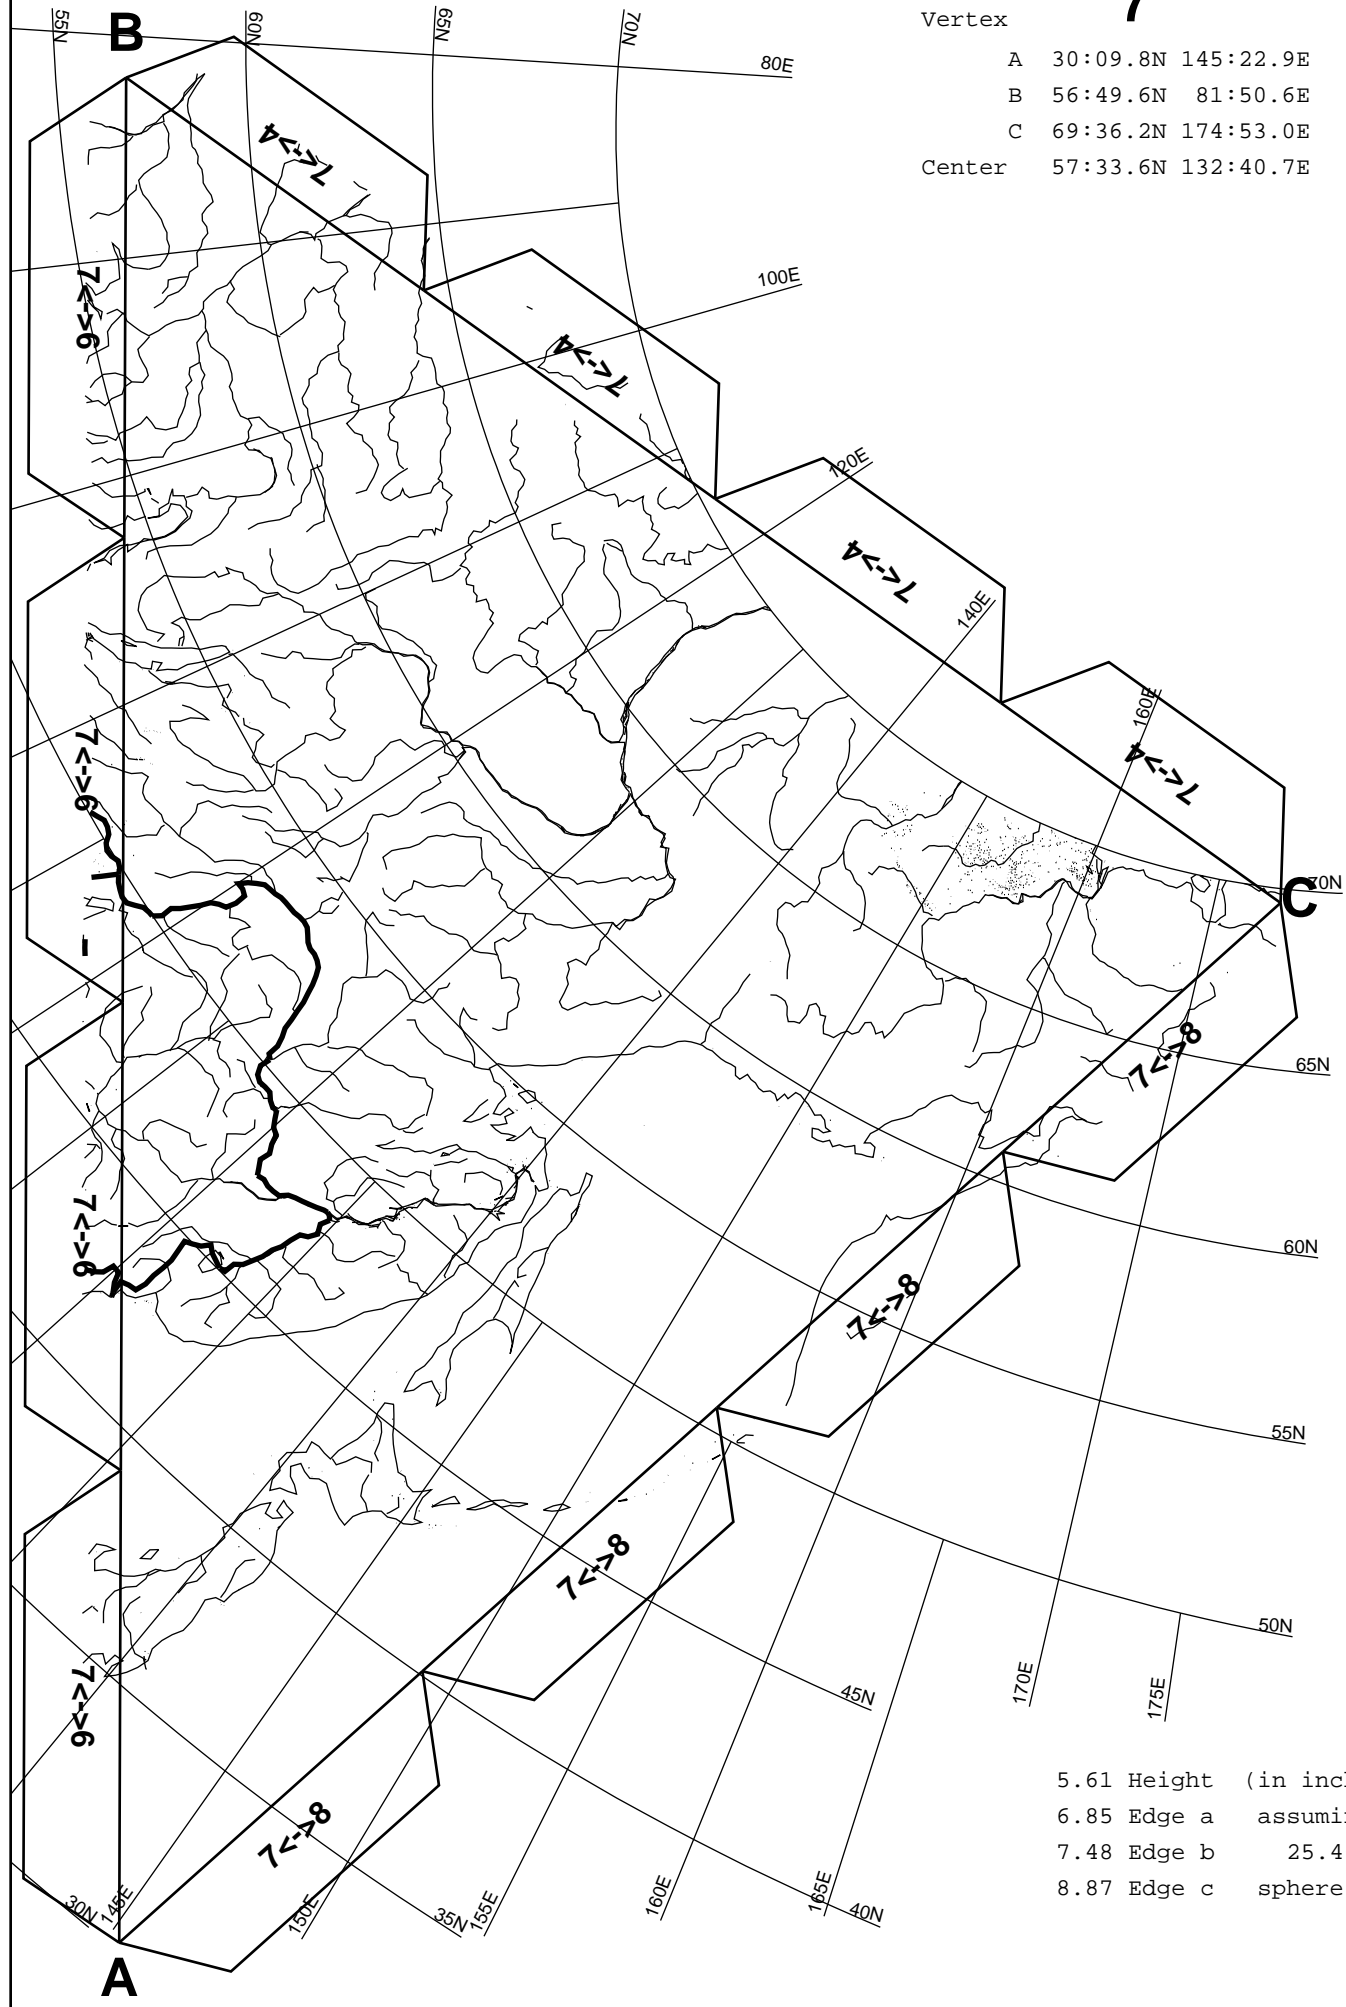 Vertex 7
A 30:09.8N 145:22.9E
B 56:49.6N 81:50.6E
C 69:36.2N 174:53.0E
Center 57:33.6N 132:40.7E
55N
B
60N
65N
70N
80E
7<->4
7<->6
100E
7<->4
120E
7<->4
140E
160E
7<->4
C
70N
7<->6
7<->8
65N
7<->6
60N
7<->8
55N
7<->8
50N
7<->6
45N
170E
175E
5.61 Height (in inc
6.85 Edge a assumi
7.48 Edge b 25.4
8.87 Edge c sphere
7<->8
30N
145E
150E
35N
155E
160E
165E
40N
A